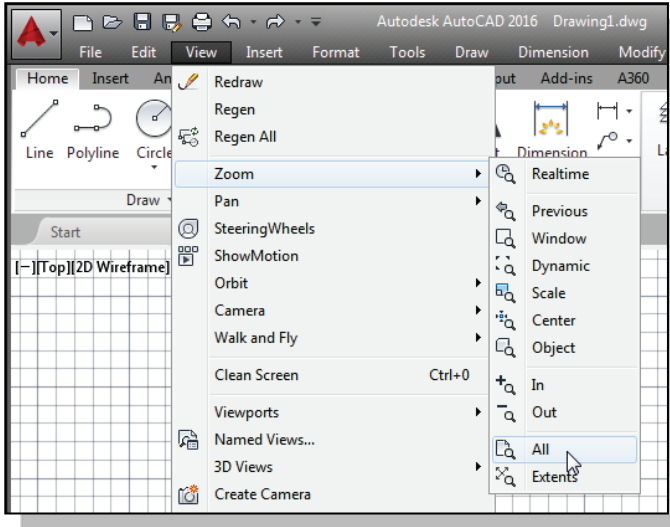 Autodesk AutoCAD 2016 Drawing1.dwg
File Edit View Insert Format Tools Draw Dimension Modify
Home Insert Add-ins A360
Line Polyline Circle Dimension
Draw
Start
[−][Top][2D Wireframe]
Redraw
Regen
Regen All
Zoom
Pan
SteeringWheels
ShowMotion
Orbit
Camera
Walk and Fly
Clean Screen Ctrl+0
Viewports
Named Views...
3D Views
Create Camera
Realtime
Previous
Window
Dynamic
Scale
Center
Object
In
Out
All
Extents